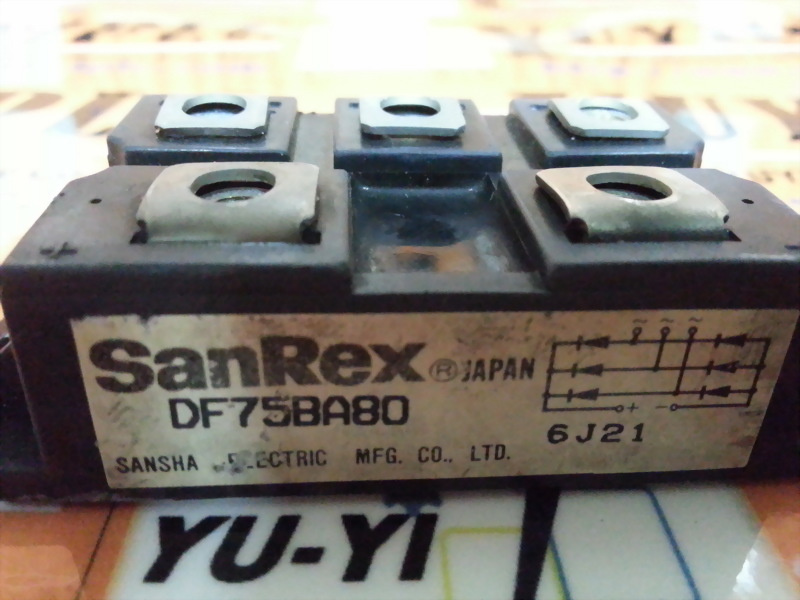 SanRex ® JAPAN
DF75BA80
6J21
SANSHA ELECTRIC MFG. CO., LTD.
YU-YI